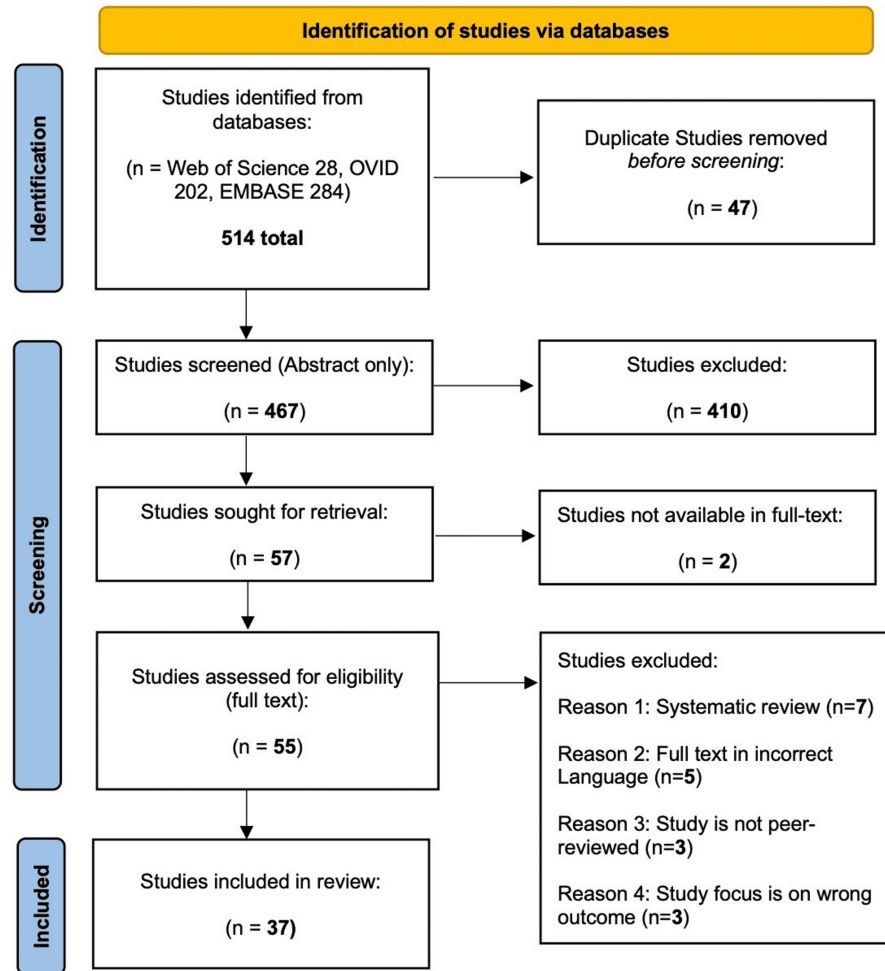 Identification of studies via databases
Identification
Studies identified from
databases:
(n = Web of Science 28, OVID
202, EMBASE 284)
514 total
Duplicate Studies removed
before screening:
(n = 47)
Screening
Studies screened (Abstract only):
(n = 467)
Studies excluded:
(n = 410)
Studies sought for retrieval:
(n = 57)
Studies not available in full-text:
(n = 2)
Studies assessed for eligibility
(full text):
(n = 55)
Studies excluded:
Reason 1: Systematic review (n=7)
Reason 2: Full text in incorrect
Language (n=5)
Reason 3: Study is not peer-
reviewed (n=3)
Reason 4: Study focus is on wrong
outcome (n=3)
Included
Studies included in review:
(n = 37)